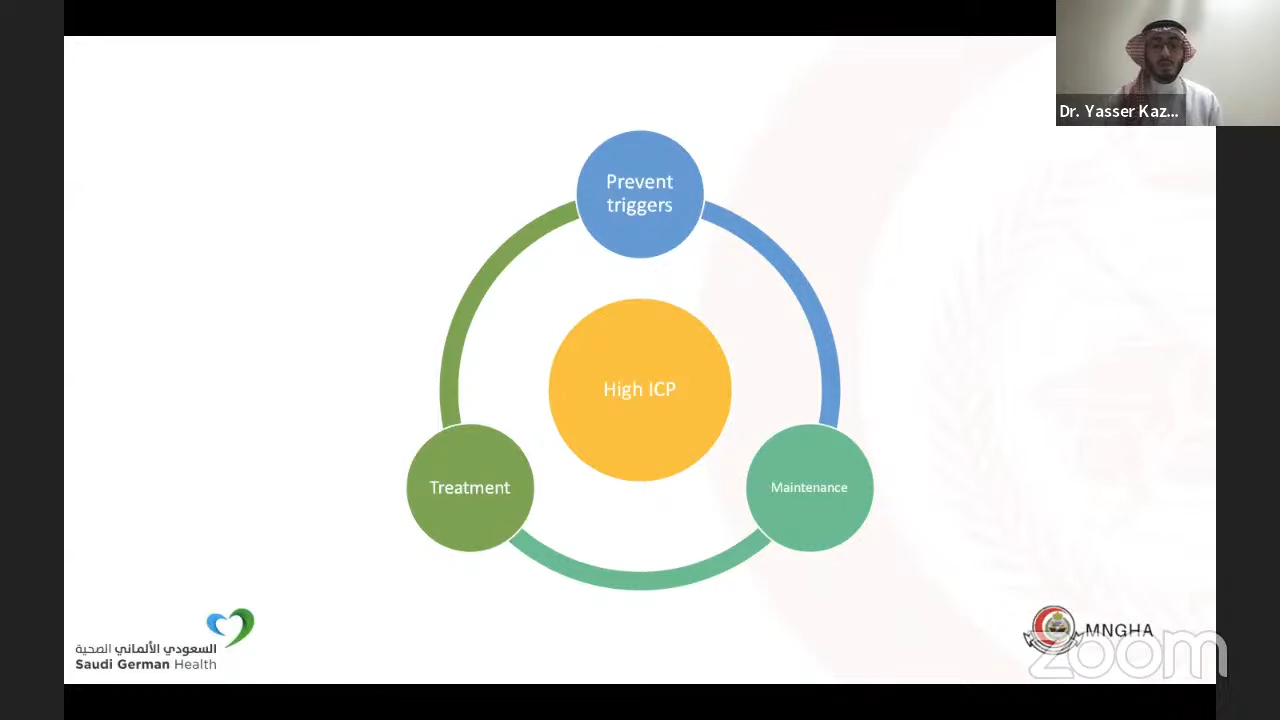 Dr. Yasser Kaz...
Prevent
triggers
High ICP
Treatment
Maintenance
السعودي الألماني الصحية
Saudi German Health
MNGHA
zoom